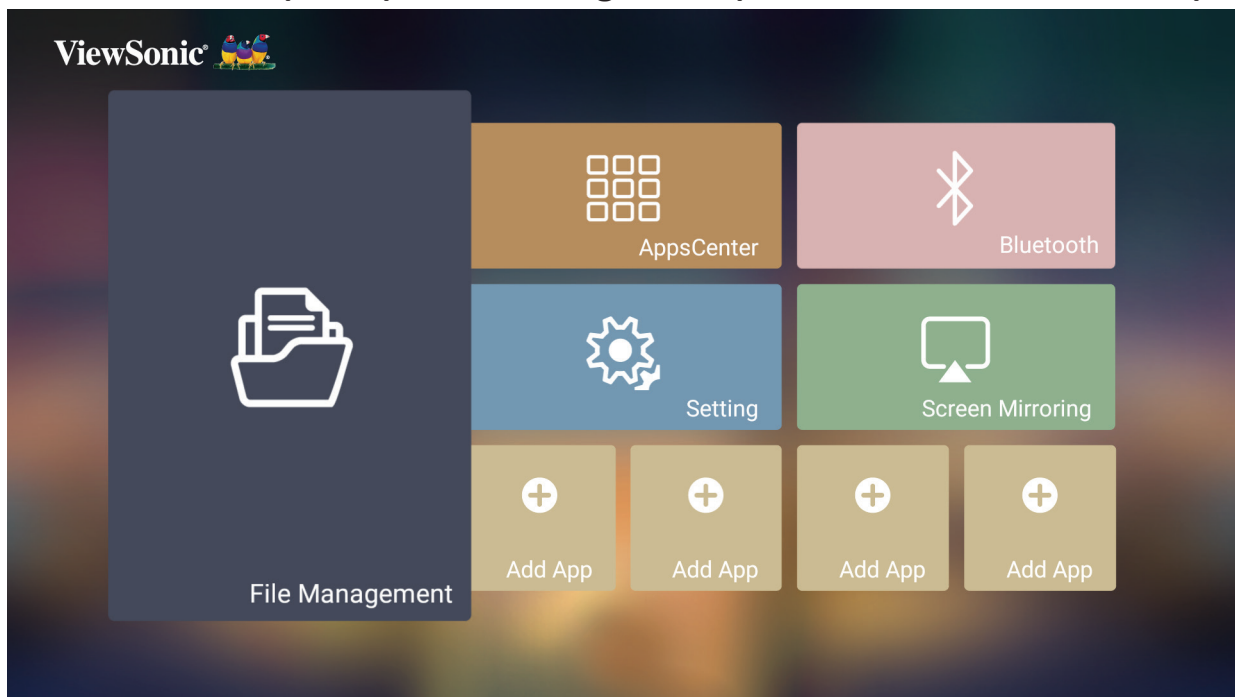 ViewSonic®
AppsCenter
Bluetooth
Setting
Screen Mirroring
Add App
Add App
Add App
Add App
File Management